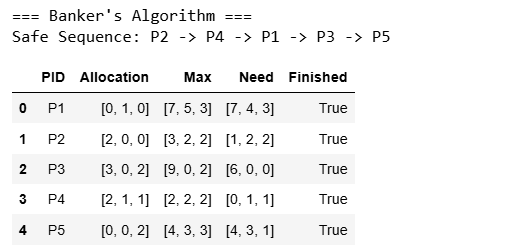 === Banker's Algorithm ===
Safe Sequence: P2 -> P4 -> P1 -> P3 -> P5
PID Allocation Max Need Finished
0 P1 [0, 1, 0] [7, 5, 3] [7, 4, 3] True
1 P2 [2, 0, 0] [3, 2, 2] [1, 2, 2] True
2 P3 [3, 0, 2] [9, 0, 2] [6, 0, 0] True
3 P4 [2, 1, 1] [2, 2, 2] [0, 1, 1] True
4 P5 [0, 0, 2] [4, 3, 3] [4, 3, 1] True